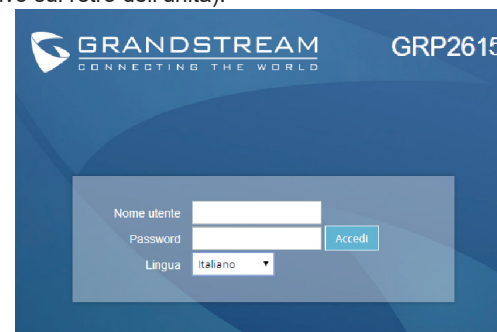 sul retro dell'unità).
GRANDSTREAM
CONNECTING THE WORLD
GRP2615
Nome utente
Password
Accedi
Lingua
Italiano